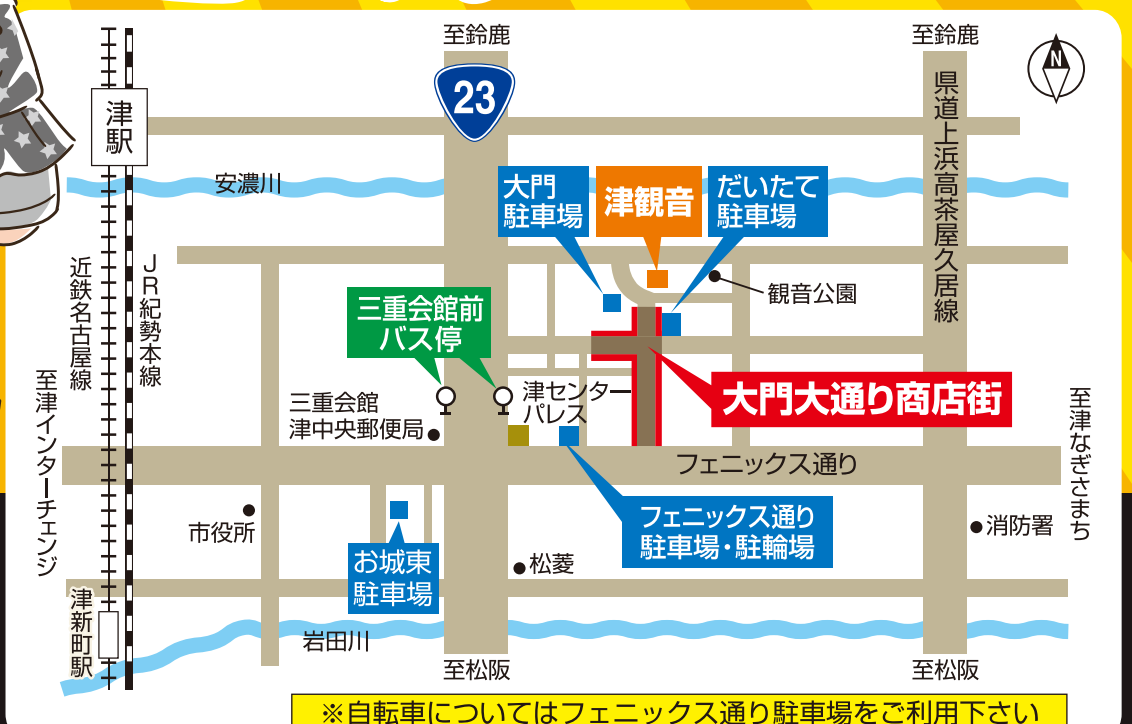 至鈴鹿
至鈴鹿
N
23
津駅
県道上浜高茶屋久居線
安濃川
大門
駐車場
津観音
だいたて
駐車場
近鉄名古屋線
JR紀勢本線
観音公園
三重会館前
バス停
至津インターチェンジ
三重会館
津中央郵便局
津センター
パレス
大門大通り商店街
至津なぎさまち
フェニックス通り
市役所
フェニックス通り
駐車場・駐輪場
消防署
お城東
駐車場
松菱
津新町駅
岩田川
至松阪
至松阪
※自転車についてはフェニックス通り駐車場をご利用下さい